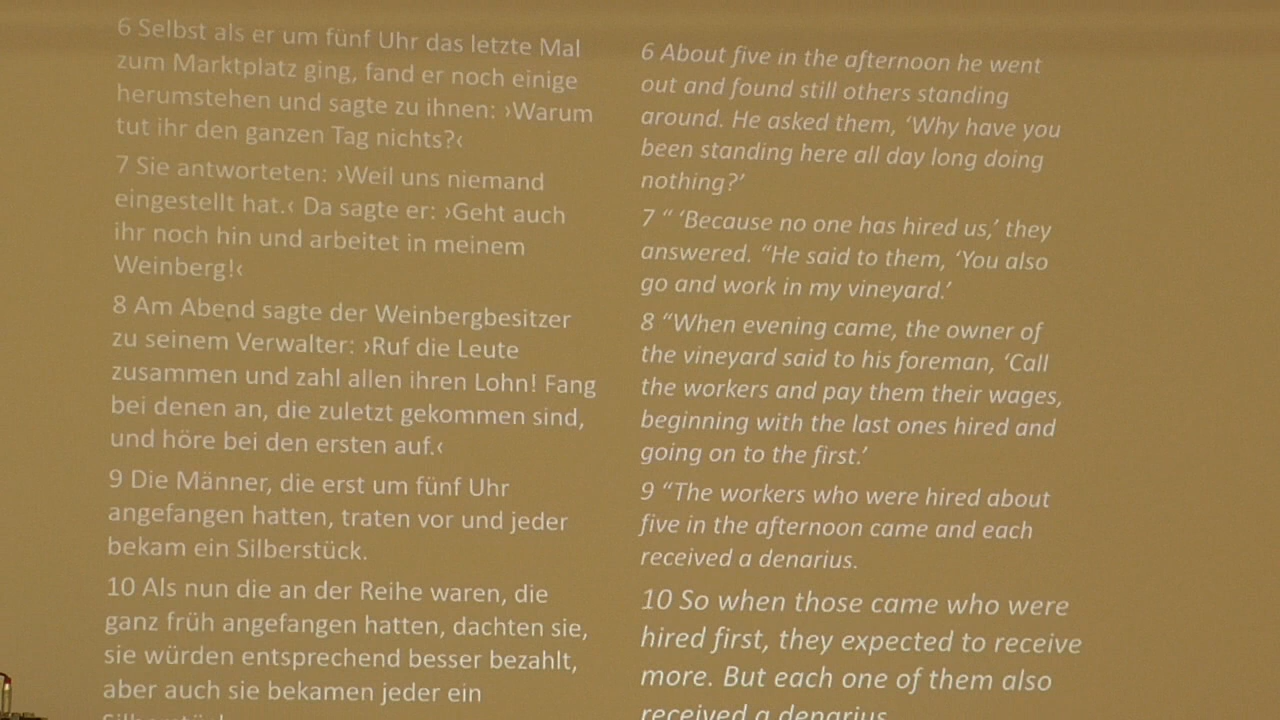 6 Selbst als er um fünf Uhr das letzte Mal
zum Marktplatz ging, fand er noch einige
herumstehen und sagte zu ihnen: ›Warum
tut ihr den ganzen Tag nichts?‹
7 Sie antworteten: ›Weil uns niemand
eingestellt hat.‹ Da sagte er: ›Geht auch
ihr noch hin und arbeitet in meinem
Weinberg!‹
8 Am Abend sagte der Weinbergbesitzer
zu seinem Verwalter: ›Ruf die Leute
zusammen und zahl allen ihren Lohn! Fang
bei denen an, die zuletzt gekommen sind,
und höre bei den ersten auf.‹
9 Die Männer, die erst um fünf Uhr
angefangen hatten, traten vor und jeder
bekam ein Silberstück.
10 Als nun die an der Reihe waren, die
ganz früh angefangen hatten, dachten sie,
sie würden entsprechend besser bezahlt,
aber auch sie bekamen jeder ein
6 About five in the afternoon he went
out and found still others standing
around. He asked them, ‘Why have you
been standing here all day long doing
nothing?’
7 “ ‘Because no one has hired us,’ they
answered. “He said to them, ‘You also
go and work in my vineyard.’
8 “When evening came, the owner of
the vineyard said to his foreman, ‘Call
the workers and pay them their wages,
beginning with the last ones hired and
going on to the first.’
9 “The workers who were hired about
five in the afternoon came and each
received a denarius.
10 So when those came who were
hired first, they expected to receive
more. But each one of them also
received a denarius